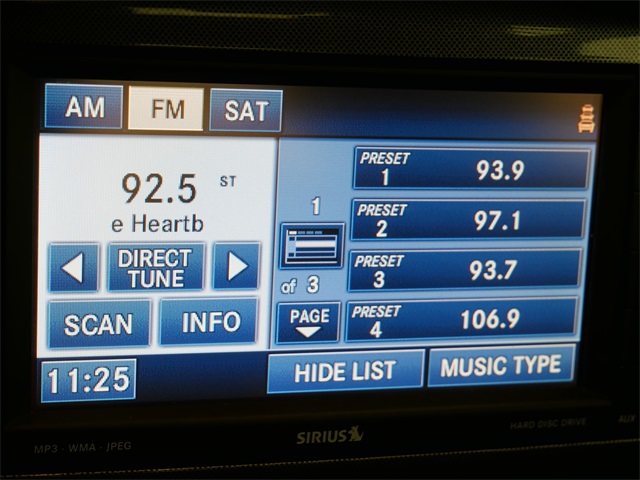 AM FM SAT
92.5 ST
e Heartb
DIRECT
TUNE
SCAN INFO
1
of 3
PAGE
PRESET
1 93.9
PRESET
2 97.1
PRESET
3 93.7
PRESET
4 106.9
11:25 HIDE LIST MUSIC TYPE
MP3 · WMA · JPEG SIRIUS HARD DISC DRIVE AUX